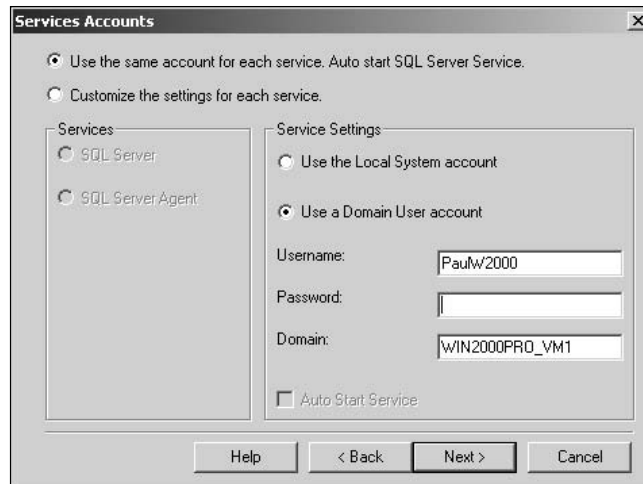 Services Accounts
Use the same account for each service. Auto start SQL Server Service.
Customize the settings for each service.
Services
SQL Server
SQL Server Agent
Service Settings
Use the Local System account
Use a Domain User account
Username:
PaulW2000
Password:
Domain:
WIN2000PRO_VM1
Auto Start Service
Help
< Back
Next >
Cancel